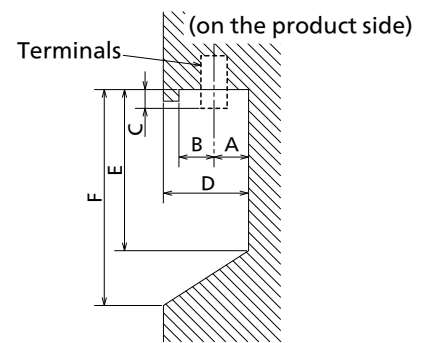 (on the product side)
Terminals
C
B
A
E
D
F